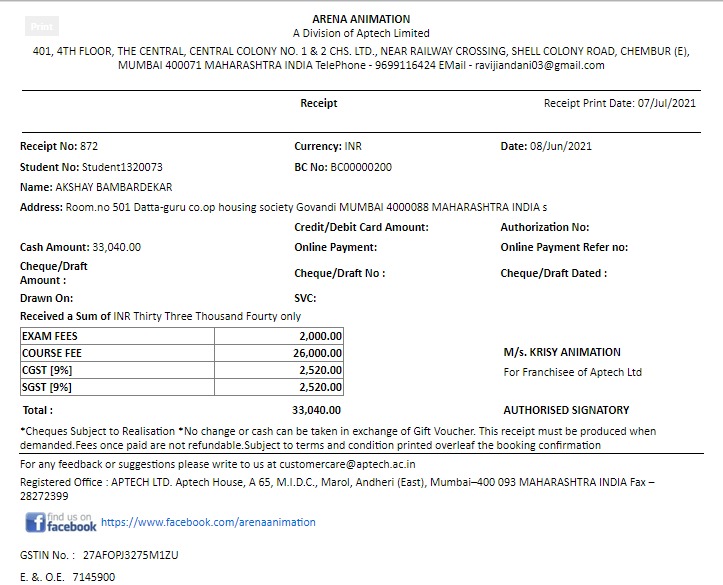 Print
ARENA ANIMATION
A Division of Aptech Limited
401, 4TH FLOOR, THE CENTRAL, CENTRAL COLONY NO. 1 & 2 CHS. LTD., NEAR RAILWAY CROSSING, SHELL COLONY ROAD, CHEMBUR (E),
MUMBAI 400071 MAHARASHTRA INDIA TelePhone - 9699116424 EMail - ravijiandani03@gmail.com
Receipt Receipt Print Date: 07/Jul/2021
Receipt No: 872 Currency: INR Date: 08/Jun/2021
Student No: Student1320073 BC No: BC00000200
Name: AKSHAY BAMBARDEKAR
Address: Room.no 501 Datta-guru co.op housing society Govandi MUMBAI 4000088 MAHARASHTRA INDIA s
Credit/Debit Card Amount: Authorization No:
Cash Amount: 33,040.00 Online Payment: Online Payment Refer no:
Cheque/Draft
Amount : Cheque/Draft No : Cheque/Draft Dated :
Drawn On: SVC:
Received a Sum of INR Thirty Three Thousand Fourty only
EXAM FEES 2,000.00
COURSE FEE 26,000.00 M/s. KRISY ANIMATION
CGST [9%] 2,520.00 For Franchisee of Aptech Ltd
SGST [9%] 2,520.00
Total : 33,040.00 AUTHORISED SIGNATORY
*Cheques Subject to Realisation *No change or cash can be taken in exchange of Gift Voucher. This receipt must be produced when
demanded.Fees once paid are not refundable.Subject to terms and condition printed overleaf the booking confirmation
For any feedback or suggestions please write to us at customercare@aptech.ac.in
Registered Office : APTECH LTD. Aptech House, A 65, M.I.D.C., Marol, Andheri (East), Mumbai–400 093 MAHARASHTRA INDIA Fax –
28272399
find us on
facebook https://www.facebook.com/arenaanimation
GSTIN No. : 27AFOPJ3275M1ZU
E. & O.E. 7145900